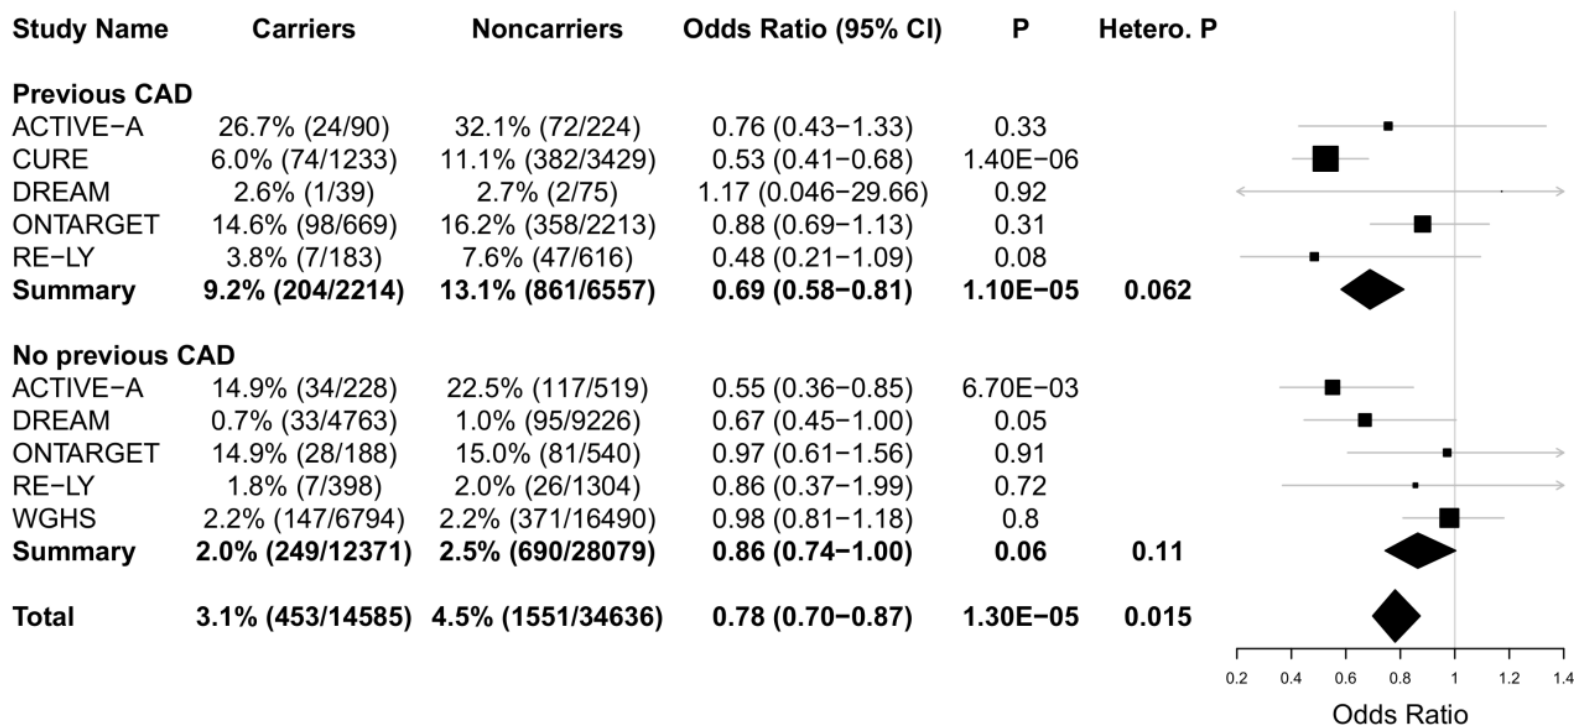 Study Name Carriers Noncarriers Odds Ratio (95% CI) P Hetero. P
Previous CAD
ACTIVE−A 26.7% (24/90) 32.1% (72/224) 0.76 (0.43−1.33) 0.33
CURE 6.0% (74/1233) 11.1% (382/3429) 0.53 (0.41−0.68) 1.40E−06
DREAM 2.6% (1/39) 2.7% (2/75) 1.17 (0.046−29.66) 0.92
ONTARGET 14.6% (98/669) 16.2% (358/2213) 0.88 (0.69−1.13) 0.31
RE−LY 3.8% (7/183) 7.6% (47/616) 0.48 (0.21−1.09) 0.08
Summary 9.2% (204/2214) 13.1% (861/6557) 0.69 (0.58−0.81) 1.10E−05 0.062
No previous CAD
ACTIVE−A 14.9% (34/228) 22.5% (117/519) 0.55 (0.36−0.85) 6.70E−03
DREAM 0.7% (33/4763) 1.0% (95/9226) 0.67 (0.45−1.00) 0.05
ONTARGET 14.9% (28/188) 15.0% (81/540) 0.97 (0.61−1.56) 0.91
RE−LY 1.8% (7/398) 2.0% (26/1304) 0.86 (0.37−1.99) 0.72
WGHS 2.2% (147/6794) 2.2% (371/16490) 0.98 (0.81−1.18) 0.8
Summary 2.0% (249/12371) 2.5% (690/28079) 0.86 (0.74−1.00) 0.06 0.11
Total 3.1% (453/14585) 4.5% (1551/34636) 0.78 (0.70−0.87) 1.30E−05 0.015
0.2 0.4 0.6 0.8 1 1.2 1.4
Odds Ratio